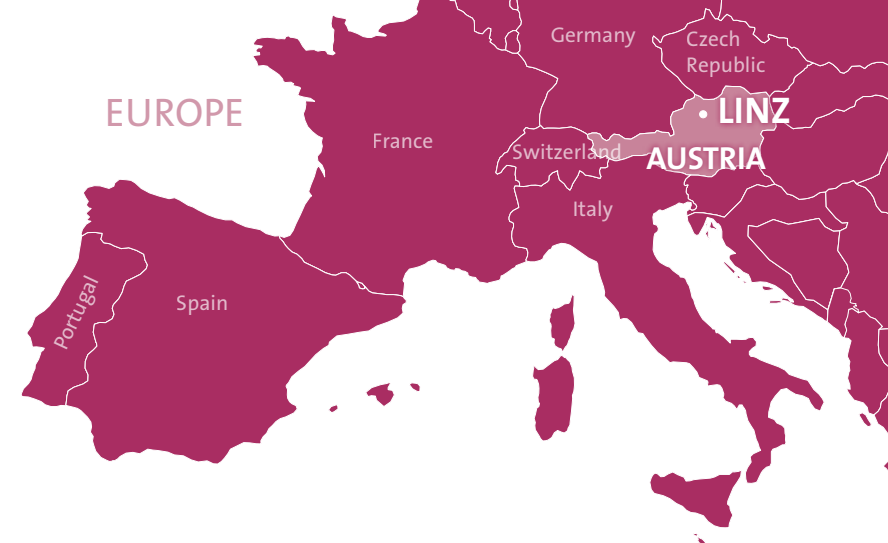 Germany
Czech
Republic
EUROPE
LINZ
France
Switzerland
AUSTRIA
Italy
Portugal
Spain